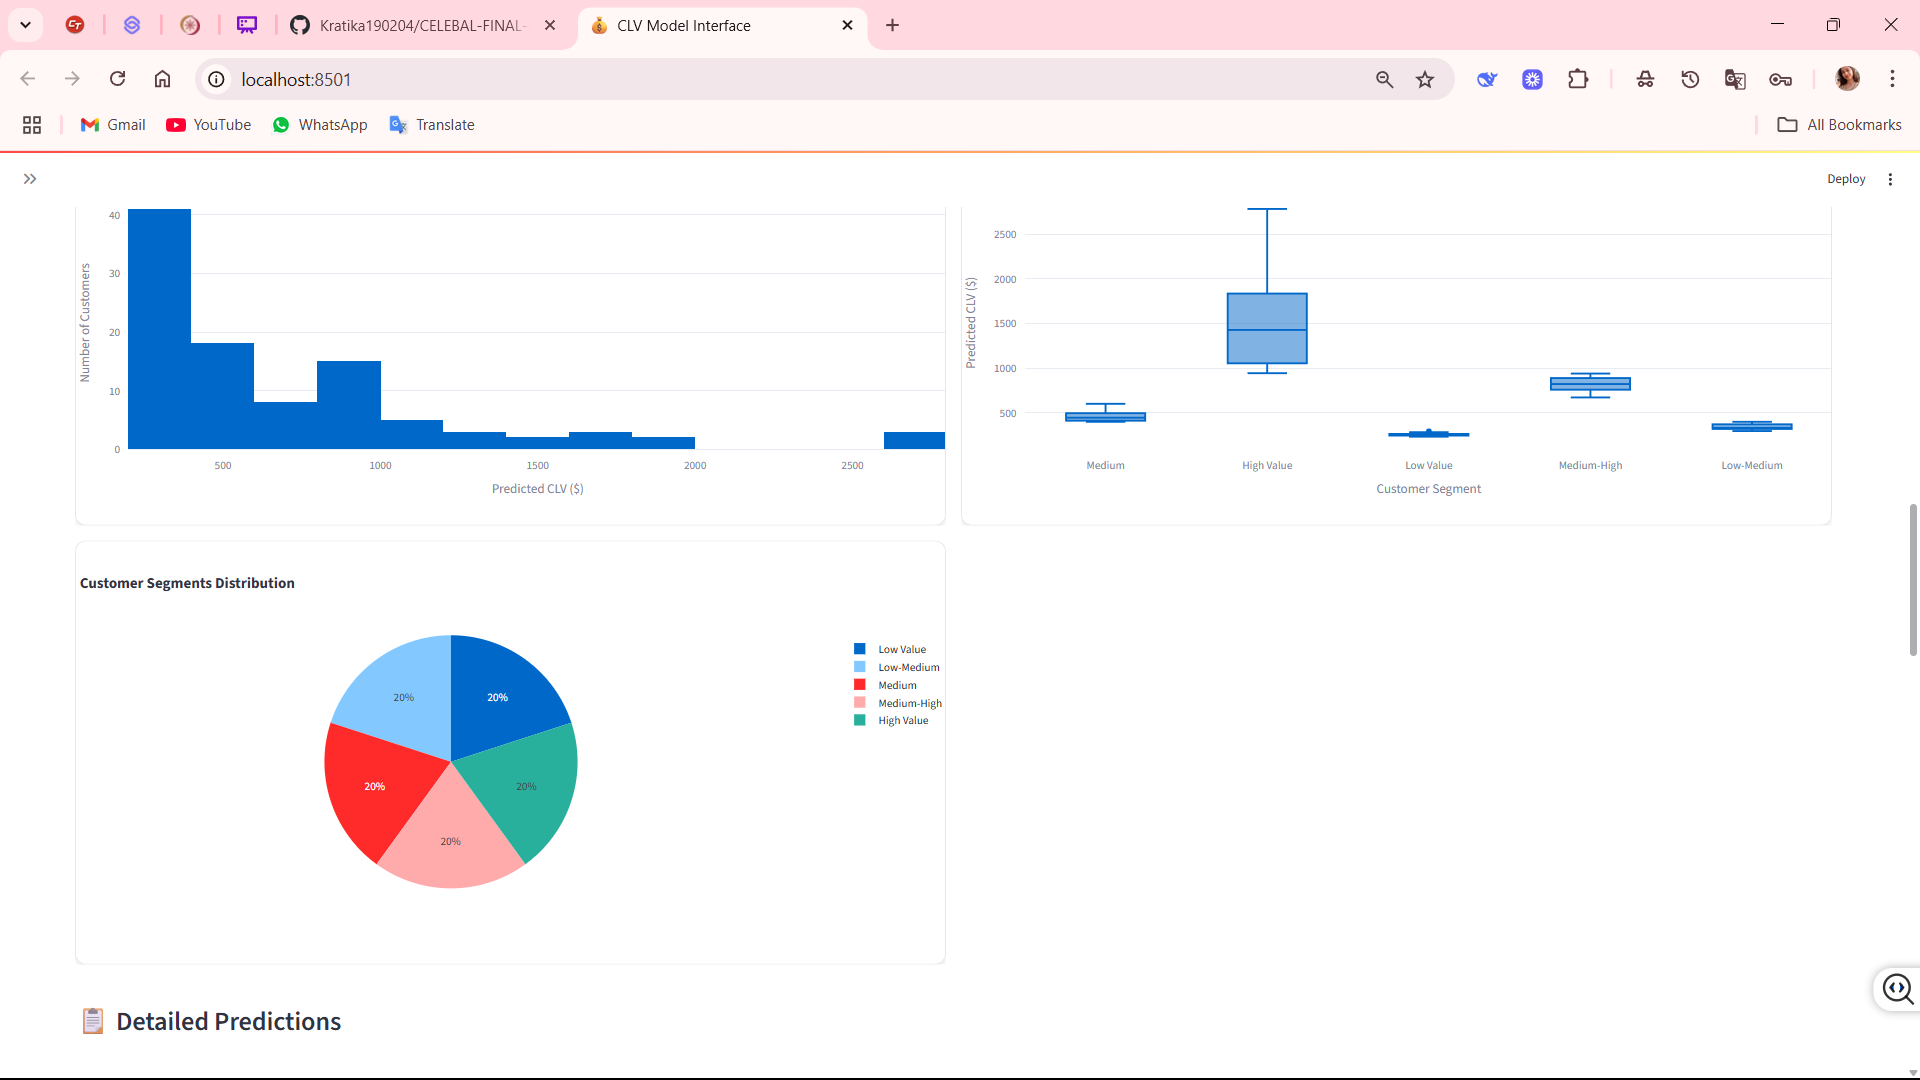 Kratika190204/CELEBAL-FINAL-
CLV Model Interface
localhost:8501
Gmail
YouTube
WhatsApp
Translate
All Bookmarks
Deploy
40
30
20
10
0
Number of Customers
500
1000
1500
2000
2500
Predicted CLV ($)
2500
2000
1500
1000
500
Predicted CLV ($)
Medium
High Value
Low Value
Medium-High
Low-Medium
Customer Segment
Customer Segments Distribution
20%
20%
20%
20%
20%
Low Value
Low-Medium
Medium
Medium-High
High Value
Detailed Predictions